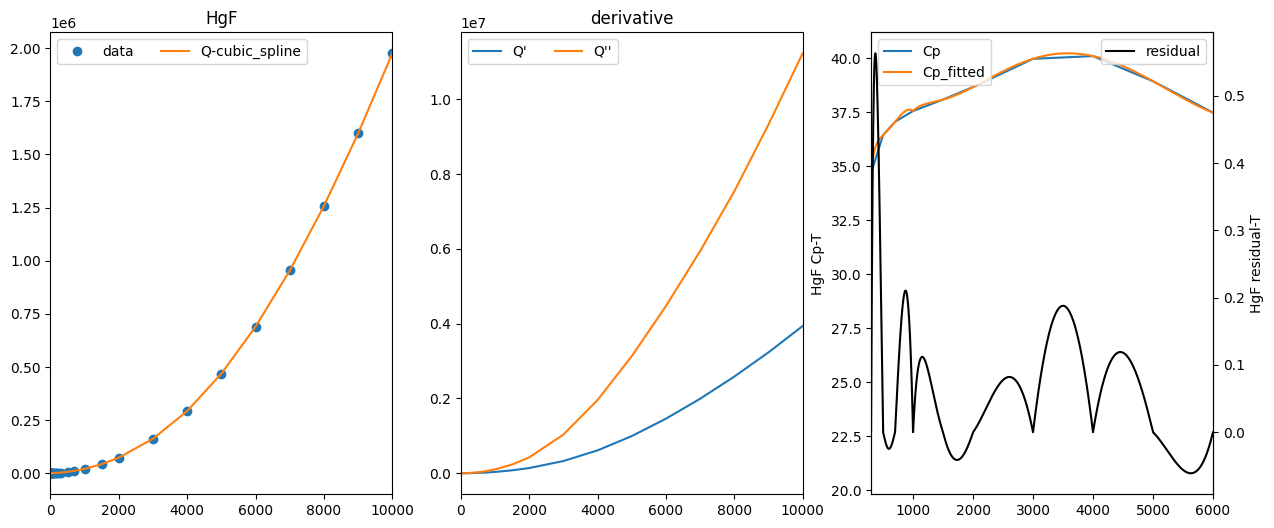 HgF
1e6
data
Q-cubic_spline
2.00
1.75
1.50
1.25
1.00
0.75
0.50
0.25
0.00
0 2000 4000 6000 8000 10000
derivative
1e7
Q'
Q''
1.0
0.8
0.6
0.4
0.2
0.0
0 2000 4000 6000 8000 10000
Cp
Cp_fitted
residual
HgF Cp-T
40.0
37.5
35.0
32.5
30.0
27.5
25.0
22.5
20.0
1000 2000 3000 4000 5000 6000
0.5
0.4
0.3
0.2
0.1
0.0
HgF residual-T